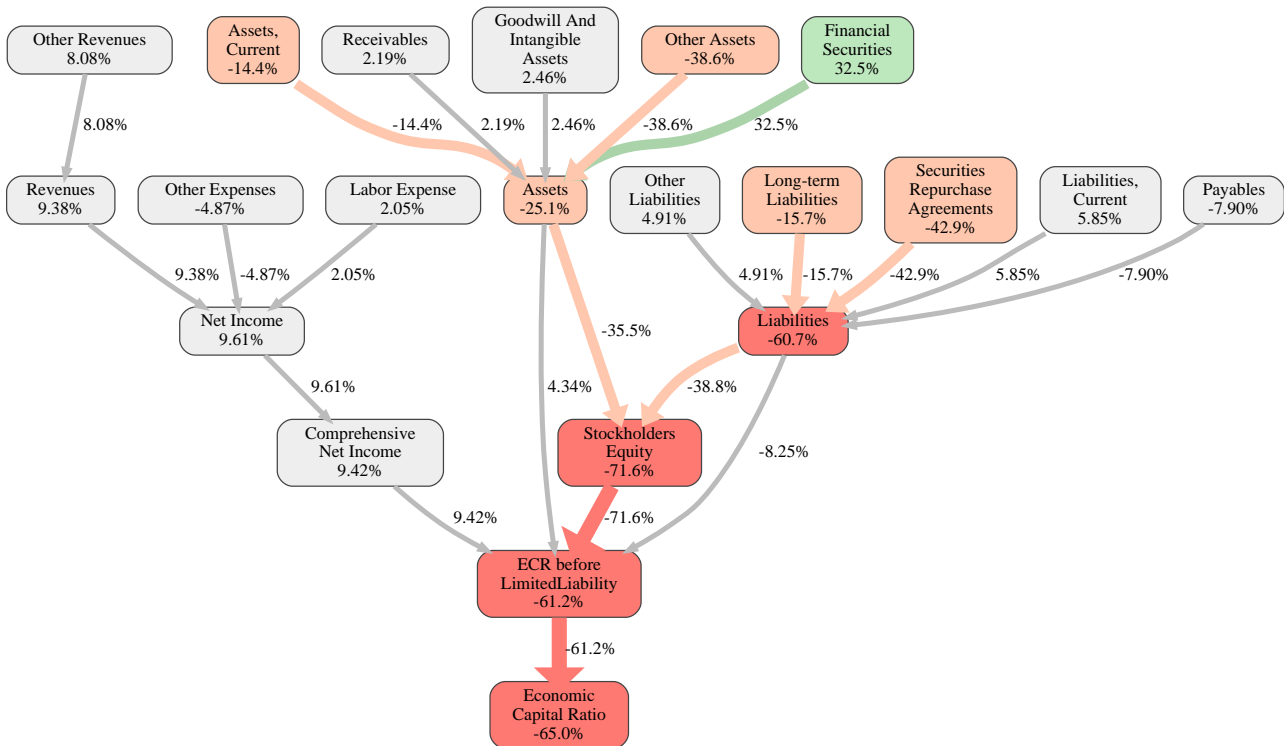 Other Revenues
8.08%
Assets,
Current
-14.4%
Receivables
2.19%
Goodwill And
Intangible
Assets
2.46%
Other Assets
-38.6%
Financial
Securities
32.5%
8.08%
-14.4%
2.19%
2.46%
-38.6%
32.5%
Revenues
9.38%
Other Expenses
-4.87%
Labor Expense
2.05%
Assets
-25.1%
Other
Liabilities
4.91%
Long-term
Liabilities
-15.7%
Securities
Repurchase
Agreements
-42.9%
Liabilities,
Current
5.85%
Payables
-7.90%
9.38%
-4.87%
2.05%
4.91%
-15.7%
-42.9%
5.85%
-7.90%
Net Income
9.61%
Liabilities
-60.7%
-35.5%
9.61%
4.34%
-38.8%
Comprehensive
Net Income
9.42%
Stockholders
Equity
-71.6%
-8.25%
9.42%
-71.6%
ECR before
LimitedLiability
-61.2%
-61.2%
Economic
Capital Ratio
-65.0%